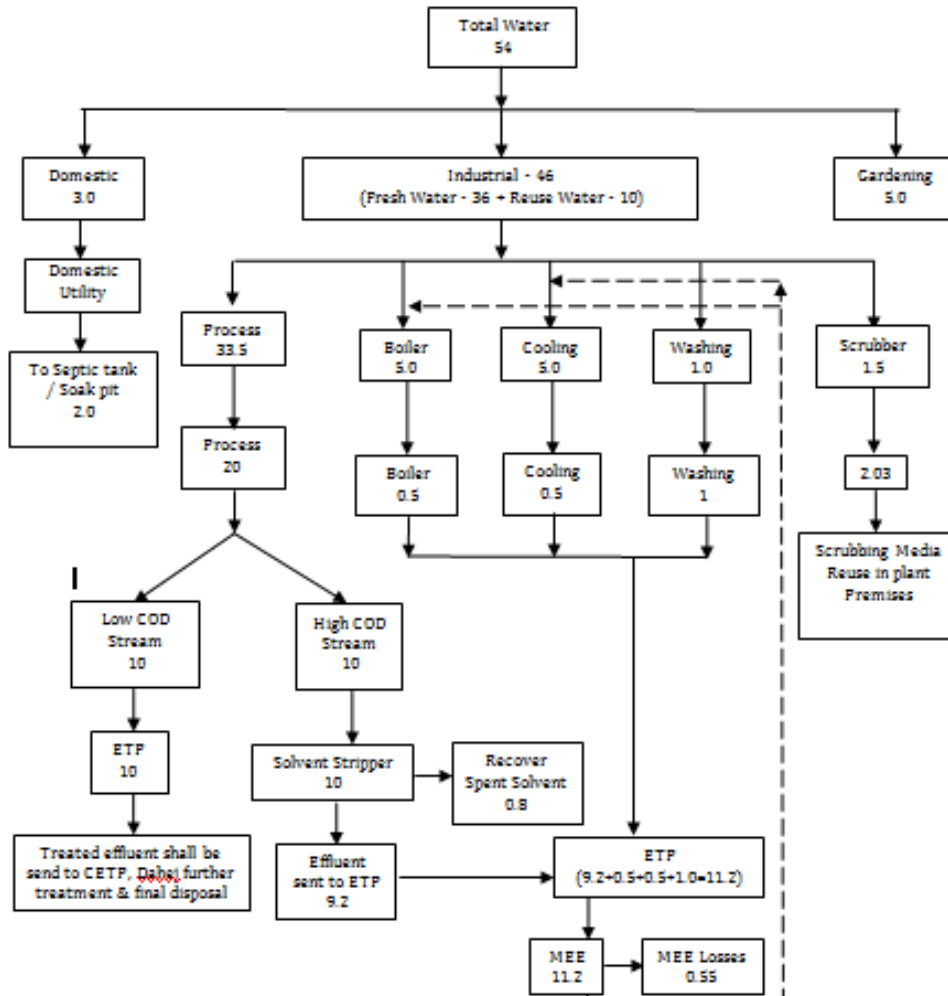 Total Water
54
Domestic
3.0
Industrial - 46
(Fresh Water - 36 + Reuse Water - 10)
Gardening
5.0
Domestic
Utility
Process
33.5
Boiler
5.0
Cooling
5.0
Washing
1.0
Scrubber
1.5
To Septic tank
/ Soak pit
2.0
Process
20
Boiler
0.5
Cooling
0.5
Washing
1
2.03
Scrubbing Media
Reuse in plant
Premises
Low COD
Stream
10
High COD
Stream
10
ETP
10
Solvent Stripper
10
Recover
Spent Solvent
0.8
Treated effluent shall be
send to CETP, Dahej further
treatment & final disposal
Effluent
sent to ETP
9.2
ETP
(9.2+0.5+0.5+1.0=11.2)
MEE
11.2
MEE Losses
0.55